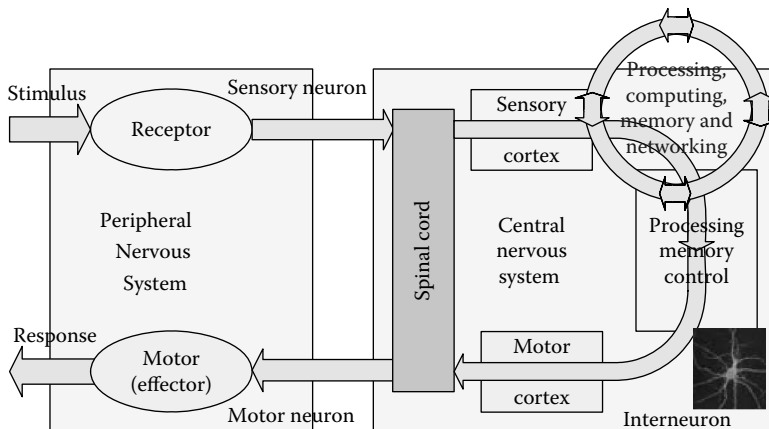 Stimulus
Receptor
Sensory neuron
Peripheral
Nervous
System
Response
Motor
(effector)
Motor neuron
Spinal cord
Sensory
cortex
Central
nervous
system
Motor
cortex
Processing,
computing,
memory and
networking
Processing
memory
control
Interneuron